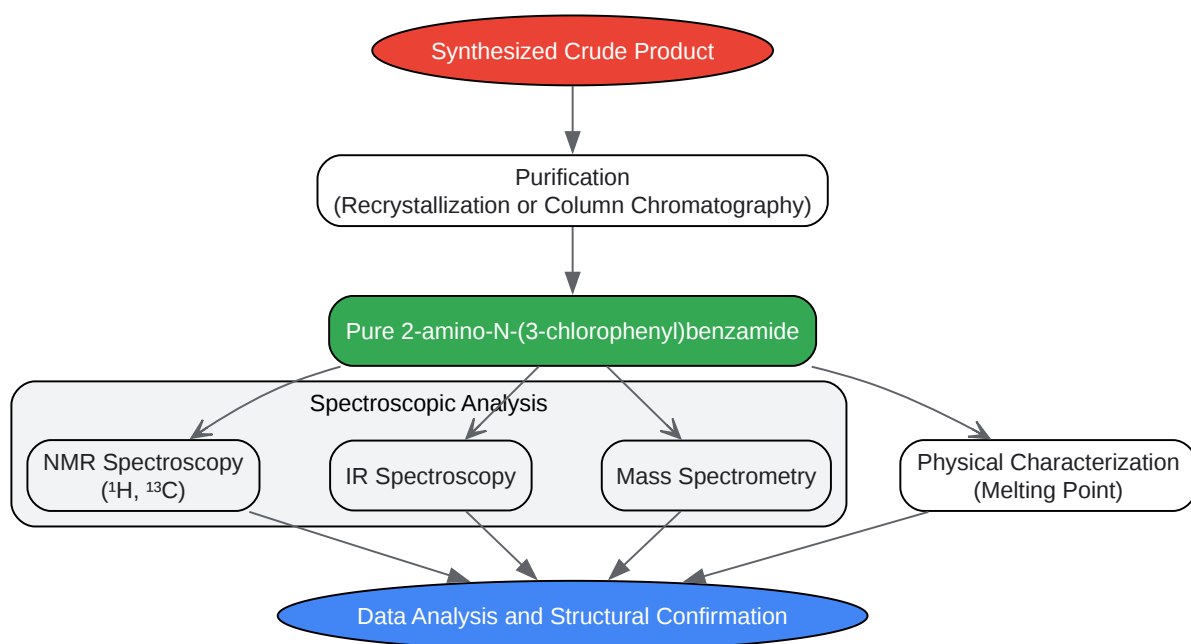 Synthesized Crude Product
Purification
(Recrystallization or Column Chromatography)
Pure 2-amino-N-(3-chlorophenyl)benzamide
Spectroscopic Analysis
NMR Spectroscopy
(¹H, ¹³C)
IR Spectroscopy
Mass Spectrometry
Physical Characterization
(Melting Point)
Data Analysis and Structural Confirmation